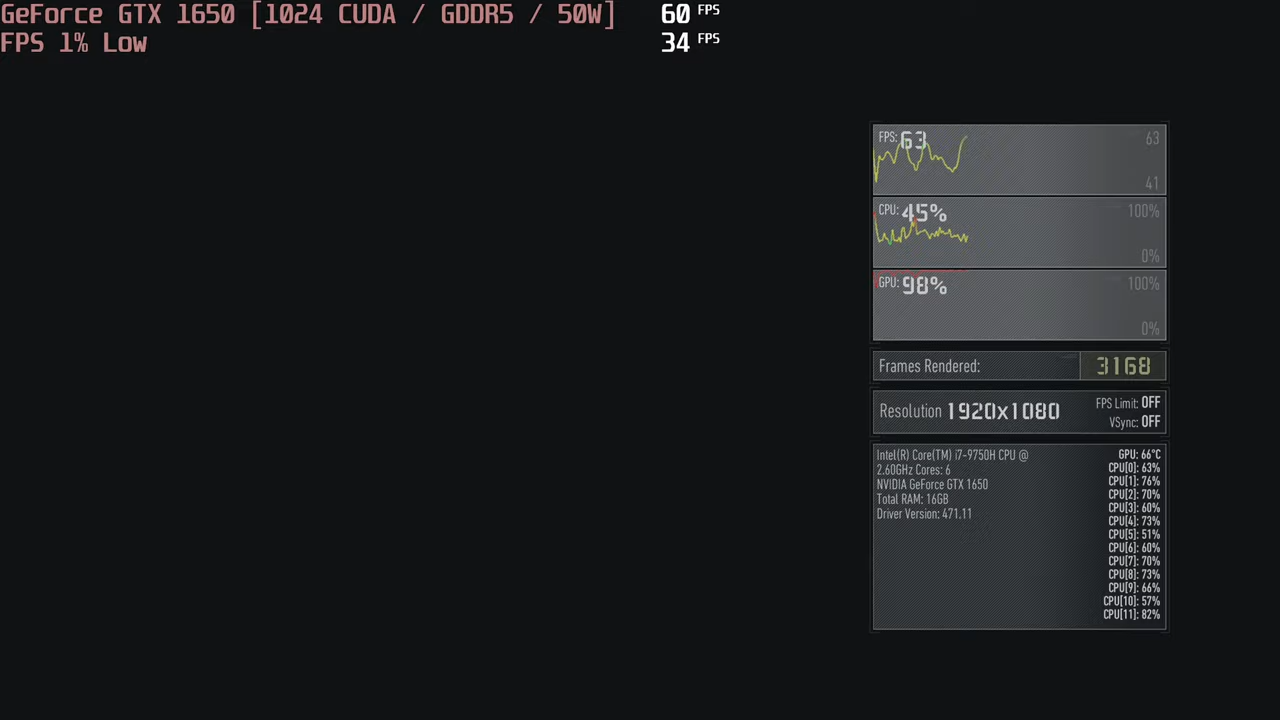 GeForce GTX 1650 [1024 CUDA / GDDR5 / 50W] 60 FPS
FPS 1% Low 34 FPS
FPS: 63 63
41
CPU: 45% 100%
0%
GPU: 98% 100%
0%
Frames Rendered: 3168
Resolution 1920x1080 FPS Limit: OFF
VSync: OFF
Intel(R) Core(TM) i7-9750H CPU @ GPU: 66°C
2.60GHz Cores: 6 CPU[0]: 63%
NVIDIA GeForce GTX 1650 CPU[1]: 76%
Total RAM: 16GB CPU[2]: 70%
Driver Version: 471.11 CPU[3]: 60%
CPU[4]: 73%
CPU[5]: 51%
CPU[6]: 60%
CPU[7]: 70%
CPU[8]: 73%
CPU[9]: 66%
CPU[10]: 57%
CPU[11]: 82%